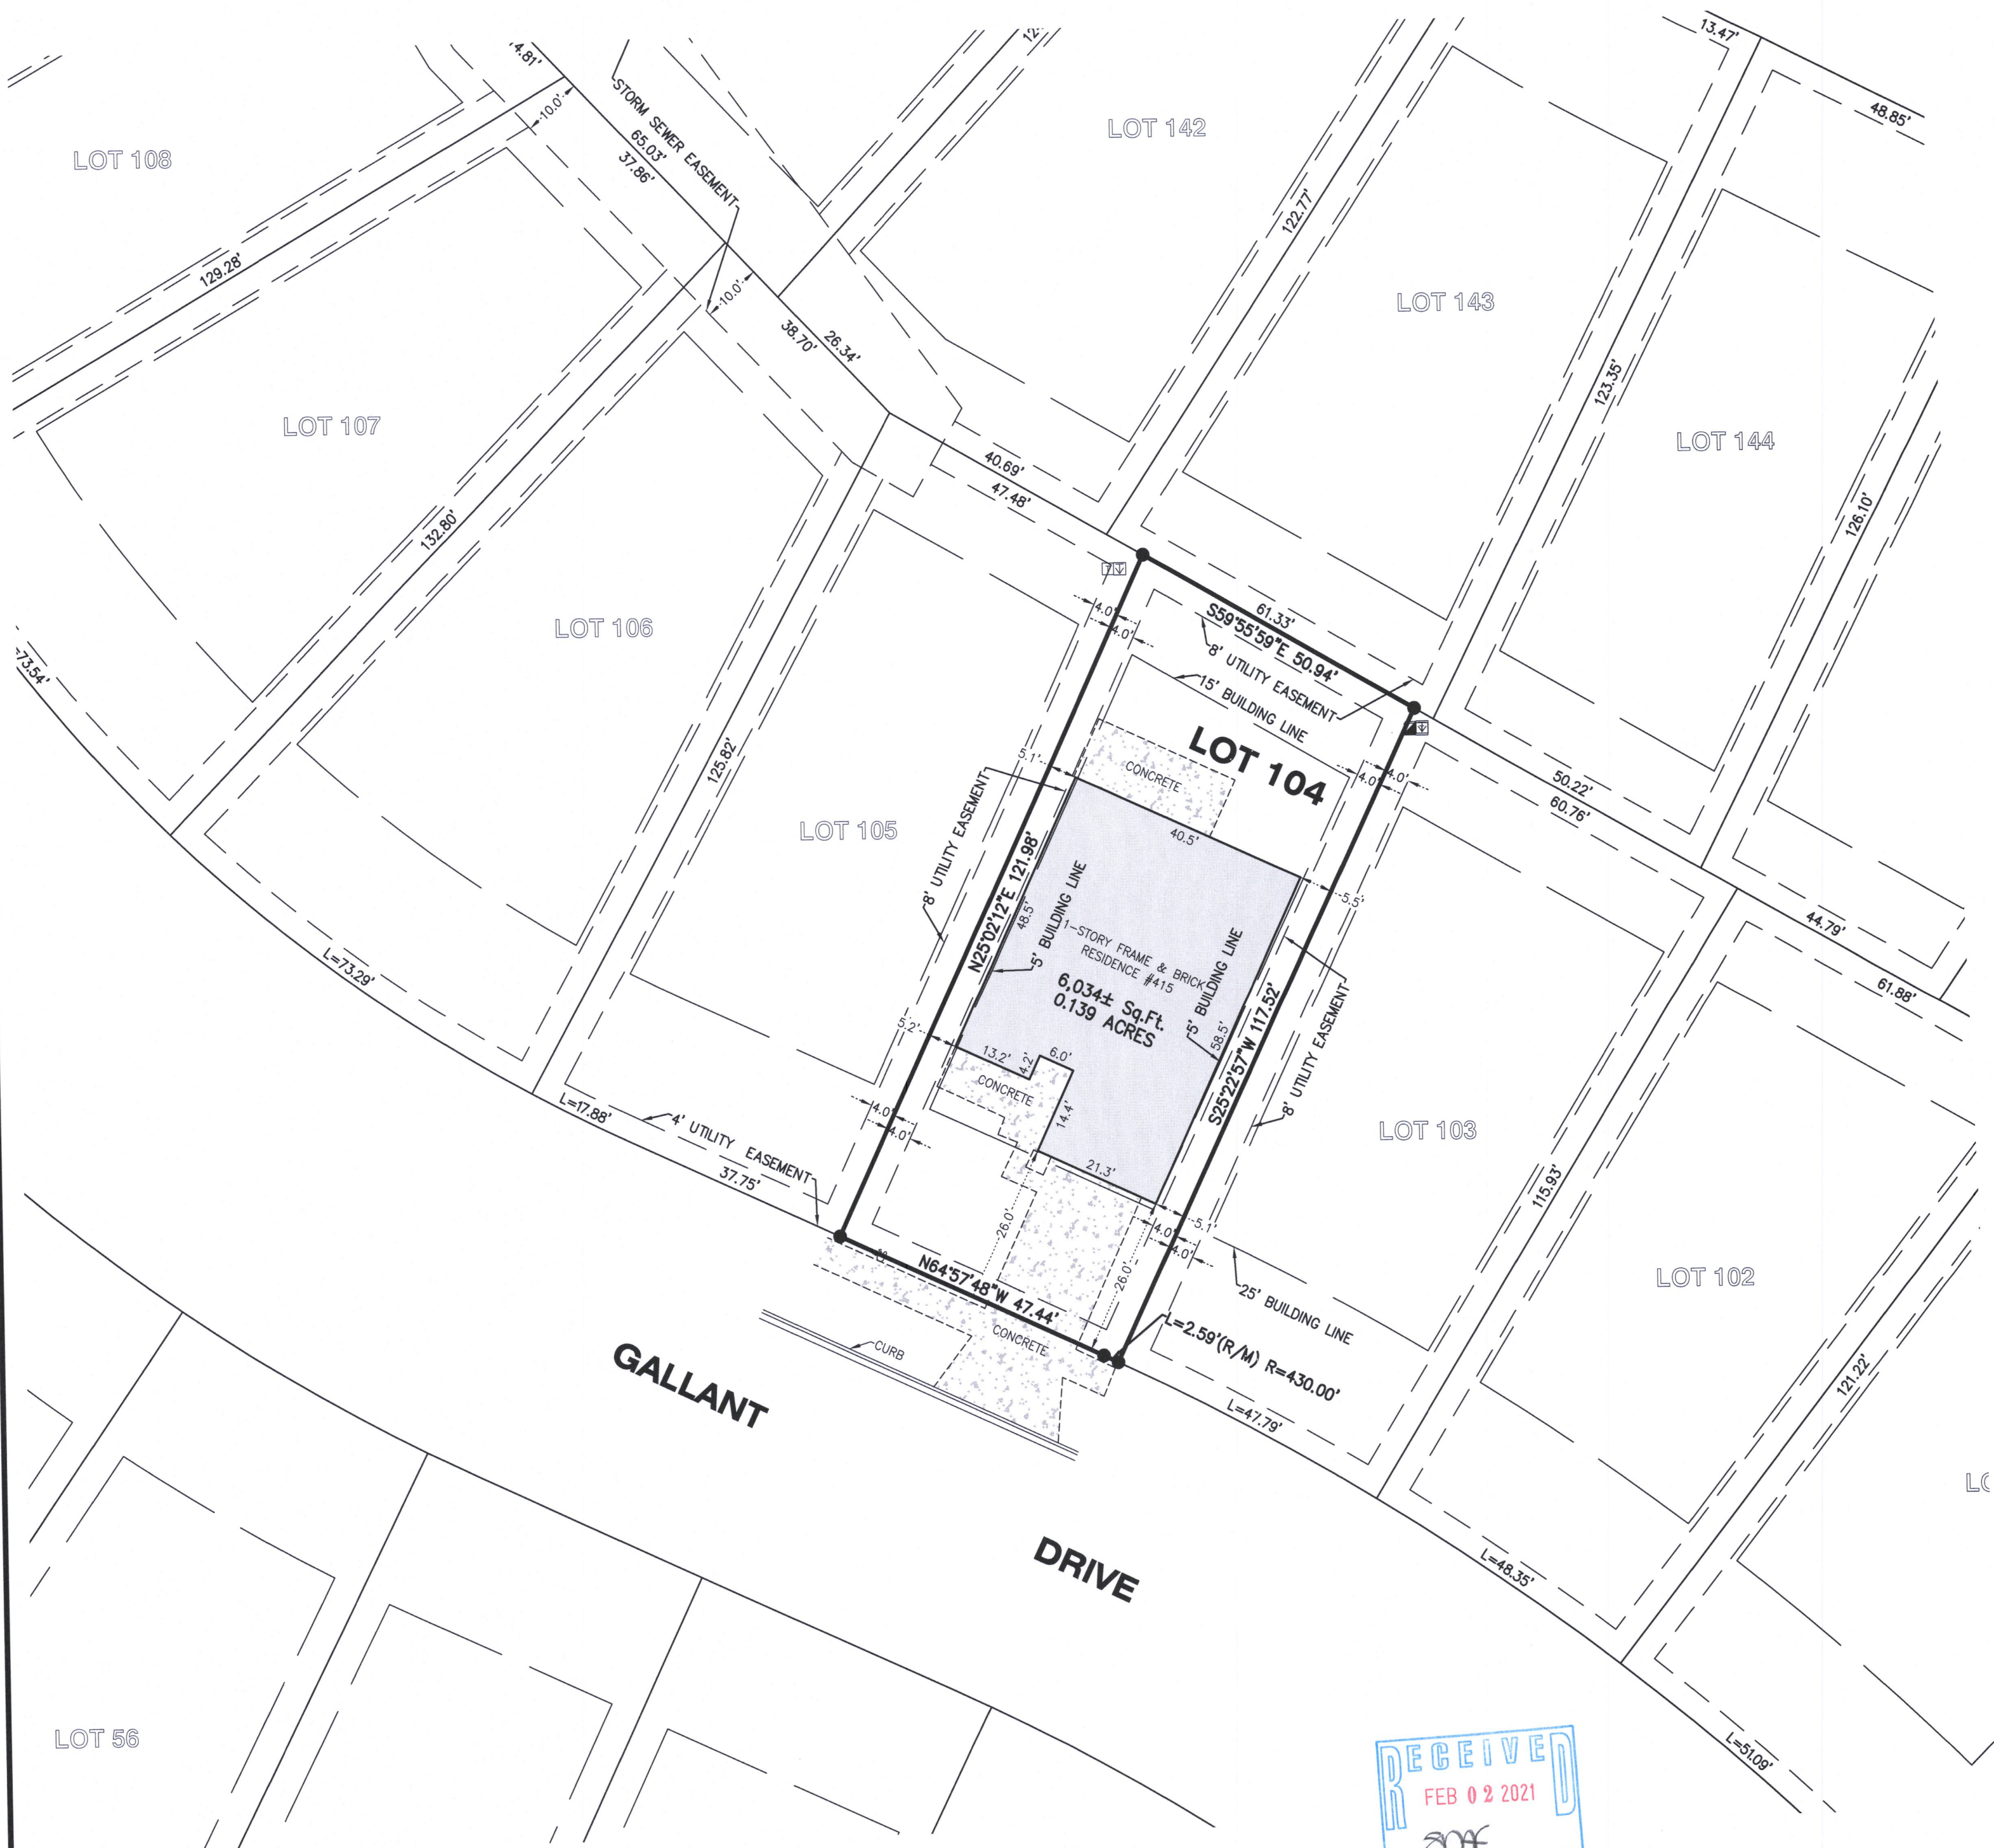 13.47'
48.85'
65.03'
37.86'
10.0'
STORM SEWER EASEMENT
LOT 142
LOT 108
122.77'
129.28'
10.0'
38.70'
26.34'
LOT 143
123.35'
LOT 107
LOT 144
40.69'
47.48'
132.80'
126.10'
LOT 106
4.0'
4.0'
61.33'
S59°55'59"E 50.94'
8' UTILITY EASEMENT
15' BUILDING LINE
LOT 104
73.54'
125.82'
5.1'
CONCRETE
4.0'
4.0'
50.22'
60.76'
LOT 105
8' UTILITY EASEMENT
N25°02'12"E 121.98'
40.5'
48.5'
5' BUILDING LINE
5.5'
44.79'
61.88'
1-STORY FRAME & BRICK
RESIDENCE #415
6,034± Sq.Ft.
0.139 ACRES
5' BUILDING LINE
58.5'
S25°22'57"W 117.52'
8' UTILITY EASEMENT
L=73.29'
5.2'
13.2'
4.2'
6.0'
CONCRETE
14.4'
LOT 103
L=17.88'
4' UTILITY EASEMENT
37.75'
4.0'
4.0'
21.3'
115.93'
26.0'
26.0'
5.1'
4.0'
4.0'
LOT 102
N64°57'48"W 47.44'
25' BUILDING LINE
CONCRETE
L=2.59'(R/M) R=430.00'
CURB
GALLANT
DRIVE
L=47.79'
121.22'
L=48.35'
LOT 56
L=51.09'
RECEIVED
FEB 02 2021